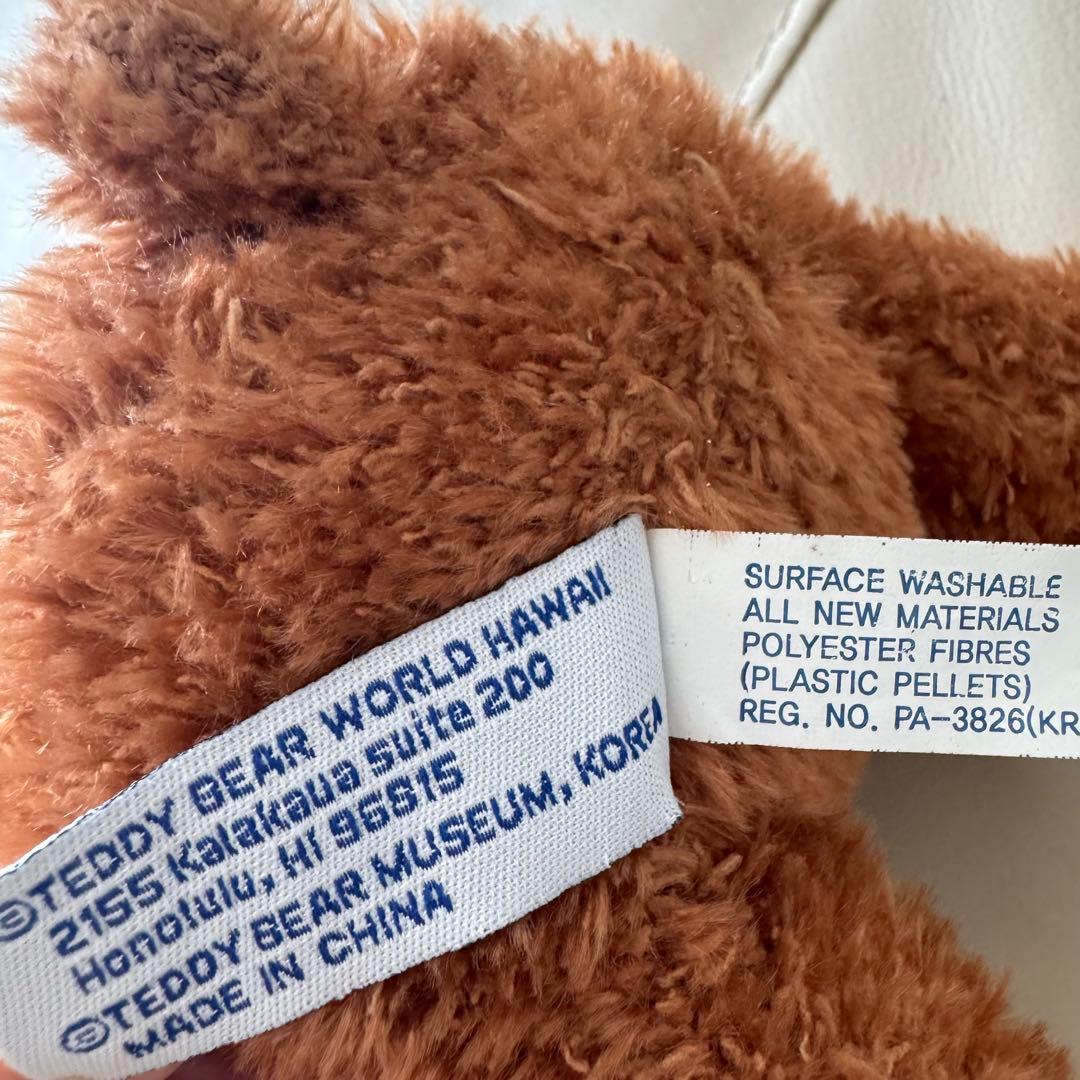 ©TEDDY BEAR WORLD HAWAII
2155 Kalakaua suite 200
Honolulu, HI 96815
©TEDDY BEAR MUSEUM, KOREA
MADE IN CHINA
SURFACE WASHABLE
ALL NEW MATERIALS
POLYESTER FIBRES
(PLASTIC PELLETS)
REG. NO. PA-3826(KR